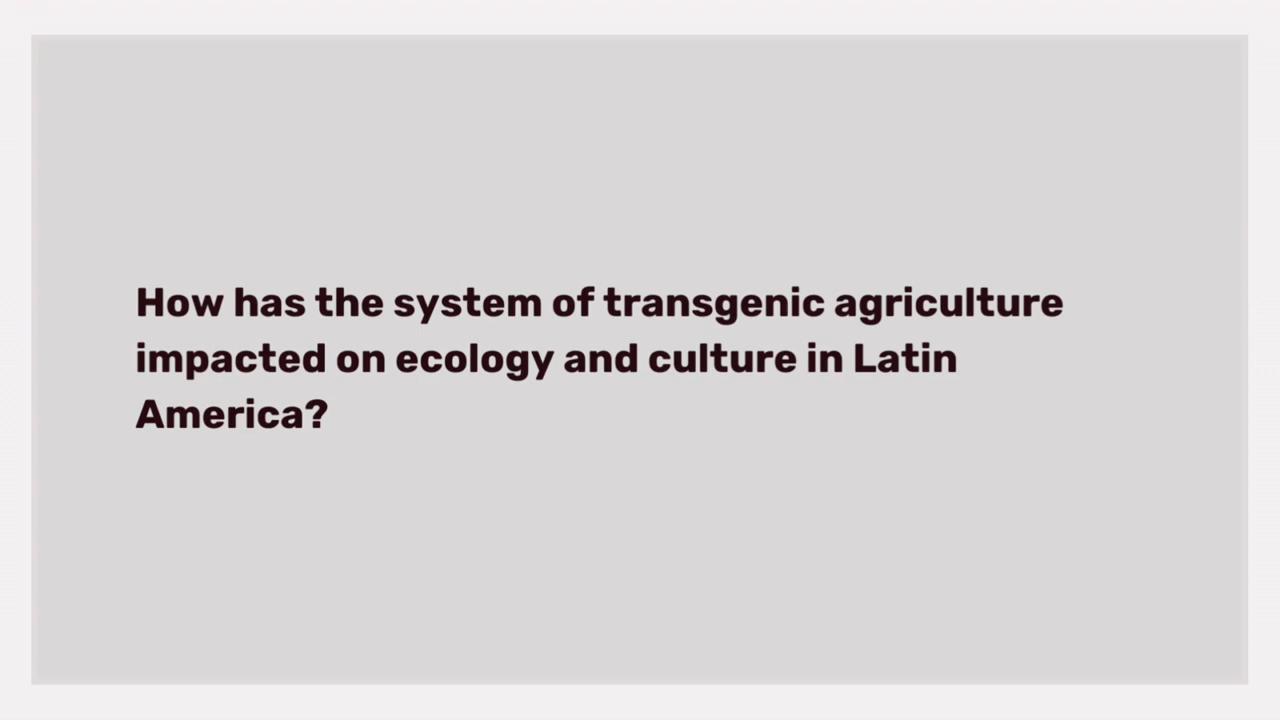 How has the system of transgenic agriculture
impacted on ecology and culture in Latin
America?